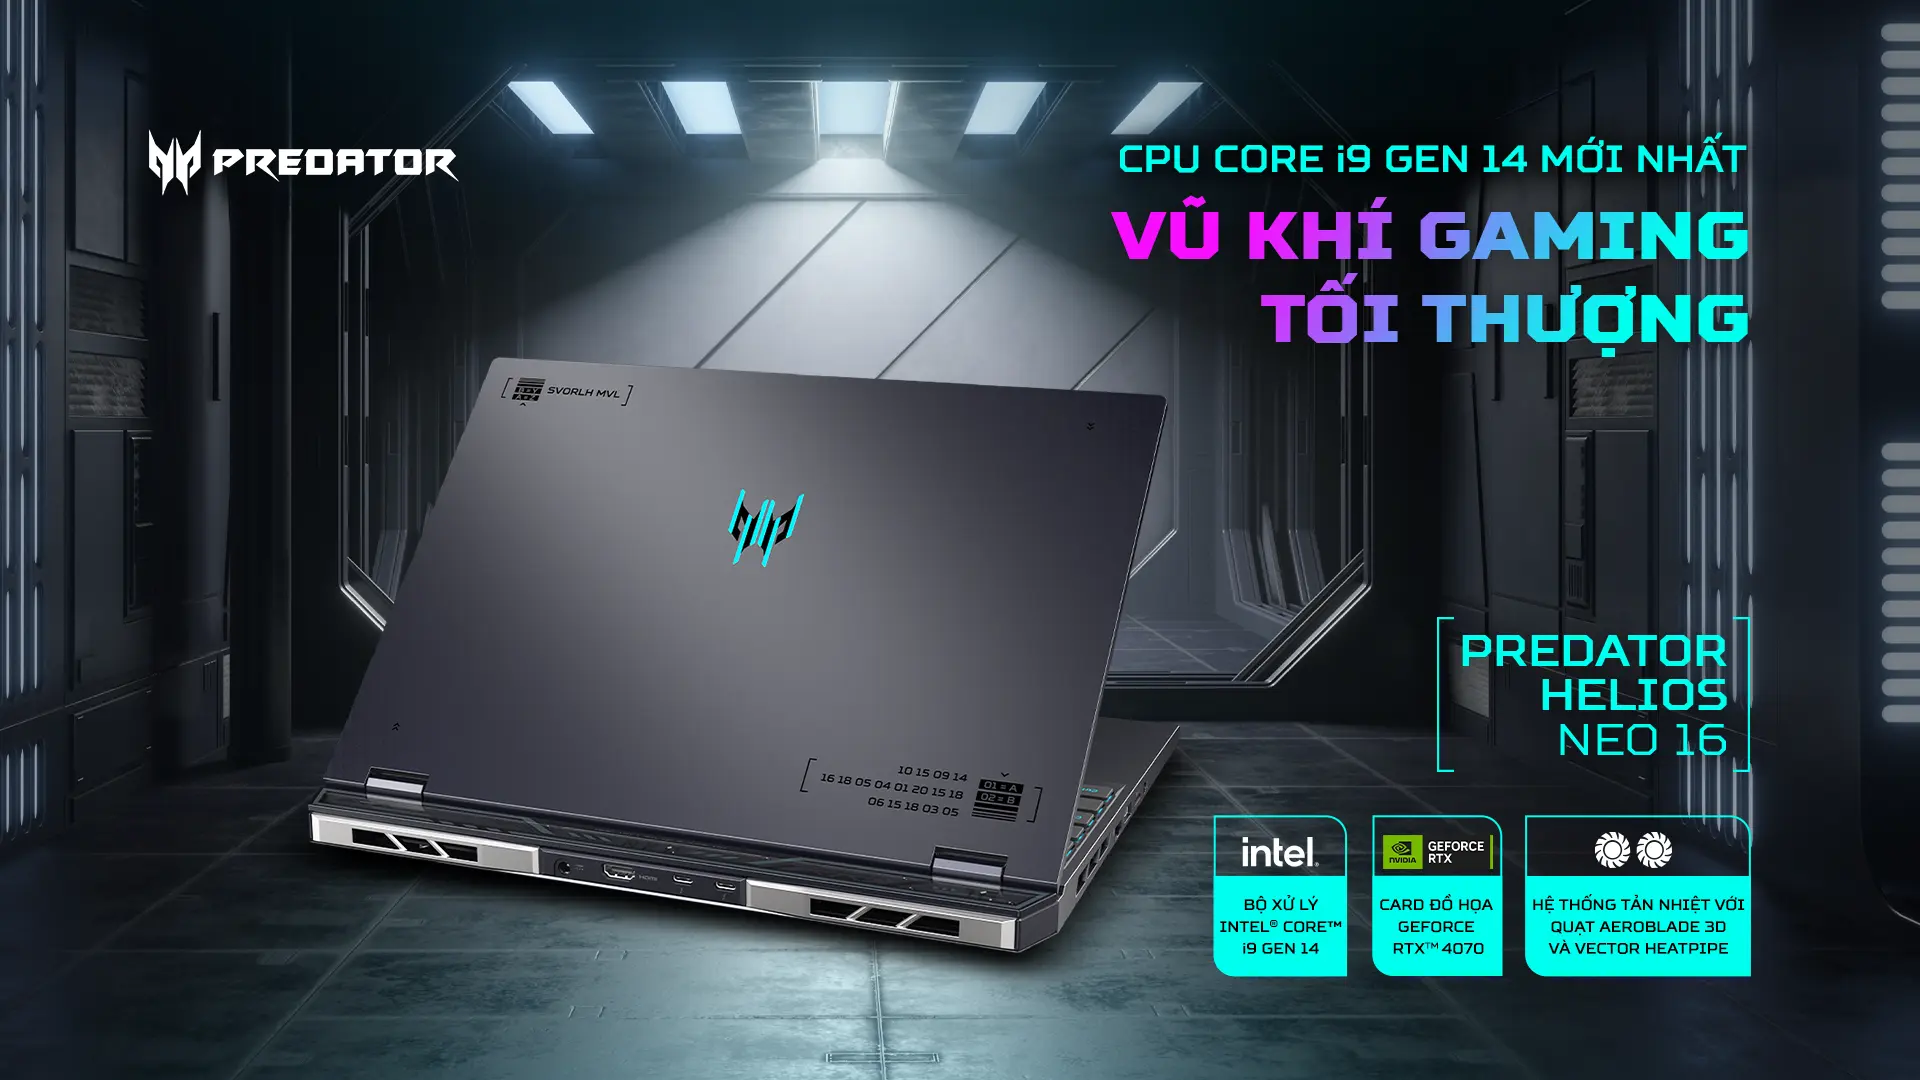 PREDATOR
CPU CORE i9 GEN 14 MỚI NHẤT
VŨ KHÍ GAMING
TỐI THƯỢNG
B=Y
A=Z
SVORLH MVL
10 15 09 14
16 18 05 04 01 20 15 18
06 15 18 03 05
01 = A
02 = B
HDMI
PREDATOR
HELIOS
NEO 16
intel.
BỘ XỬ LÝ
INTEL® CORE™
i9 GEN 14
NVIDIA
GEFORCE
RTX
CARD ĐỒ HỌA
GEFORCE
RTX™ 4070
HỆ THỐNG TẢN NHIỆT VỚI
QUẠT AEROBLADE 3D
VÀ VECTOR HEATPIPE